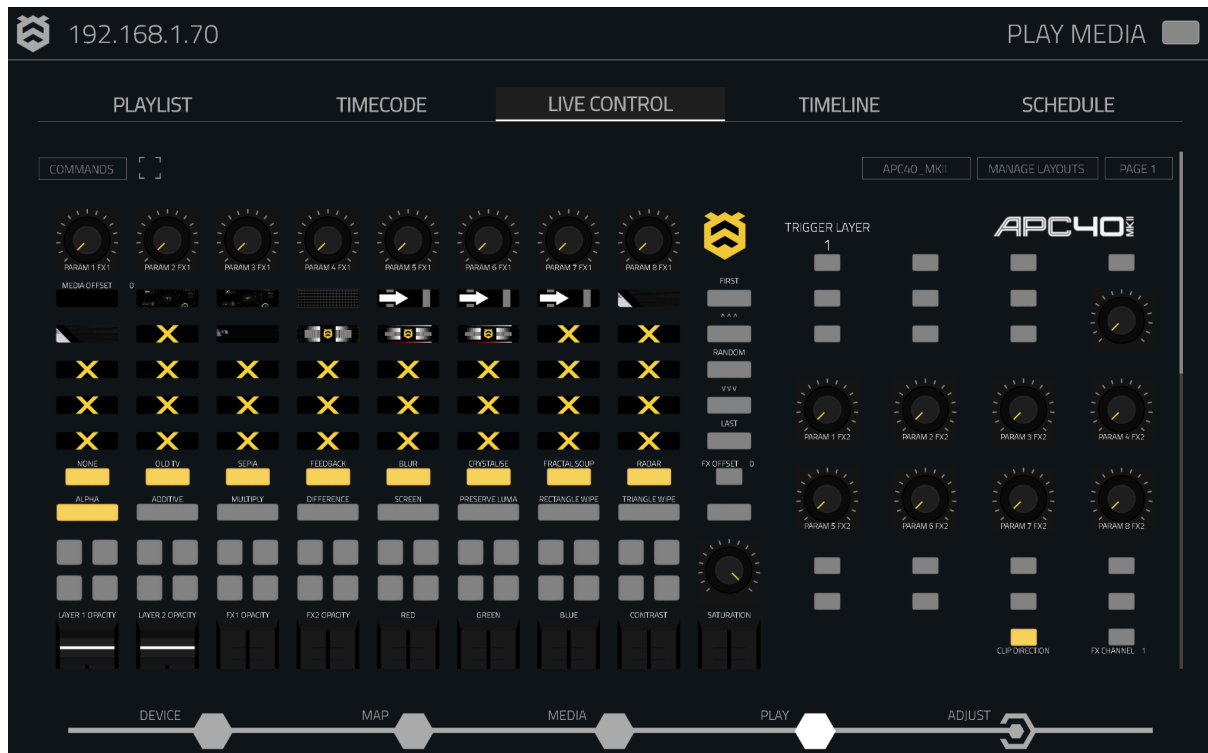 192.168.1.70
PLAY MEDIA
PLAYLIST
TIMECODE
LIVE CONTROL
TIMELINE
SCHEDULE
COMMANDS
APC40_MKII
MANAGE LAYOUTS
PAGE 1
PARAM 1 FX1
PARAM 2 FX1
PARAM 3 FX1
PARAM 4 FX1
PARAM 5 FX1
PARAM 6 FX1
PARAM 7 FX1
PARAM 8 FX1
TRIGGER LAYER
1
APC40 MKII
MEDIA OFFSET 0
FIRST
^ ^ ^
RANDOM
V V V
LAST
NONE
OLD TV
SEPIA
FEEDBACK
BLUR
CRYSTALISE
FRACTAL SOUP
RADAR
FX OFFSET 0
ALPHA
ADDITIVE
MULTIPLY
DIFFERENCE
SCREEN
PRESERVE LUMA
RECTANGLE WIPE
TRIANGLE WIPE
PARAM 1 FX2
PARAM 2 FX2
PARAM 3 FX2
PARAM 4 FX2
PARAM 5 FX2
PARAM 6 FX2
PARAM 7 FX2
PARAM 8 FX2
LAYER 1 OPACITY
LAYER 2 OPACITY
FX1 OPACITY
FX2 OPACITY
RED
GREEN
BLUE
CONTRAST
SATURATION
CLIP DIRECTION
FX CHANNEL 1
DEVICE
MAP
MEDIA
PLAY
ADJUST